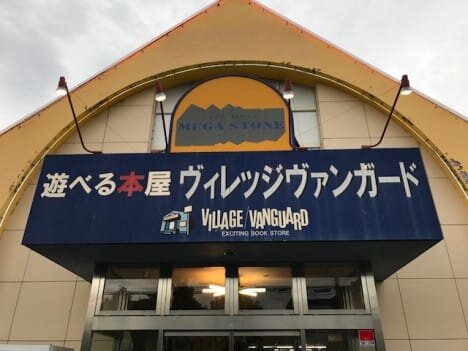 MEGA STONE
遊べる本屋 ヴィレッジヴァンガード
VILLAGE/VANGUARD
EXCITING BOOK STORE